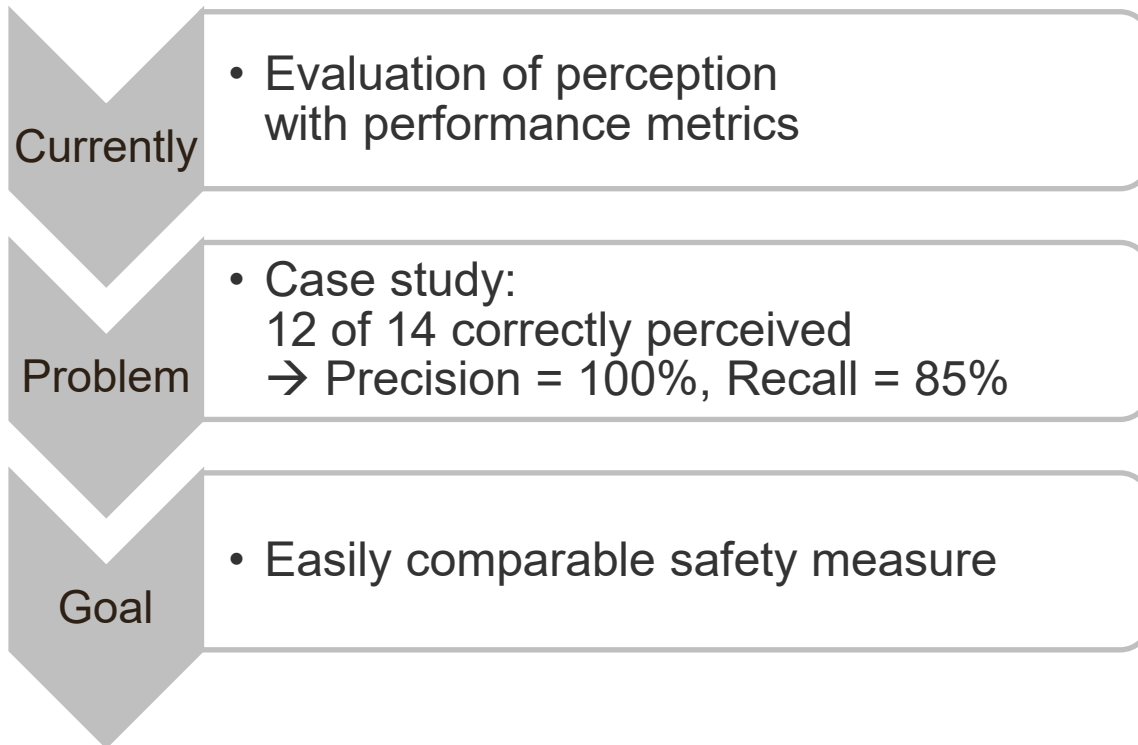 Currently
• Evaluation of perception
with performance metrics
Problem
• Case study:
12 of 14 correctly perceived
→ Precision = 100%, Recall = 85%
Goal
• Easily comparable safety measure